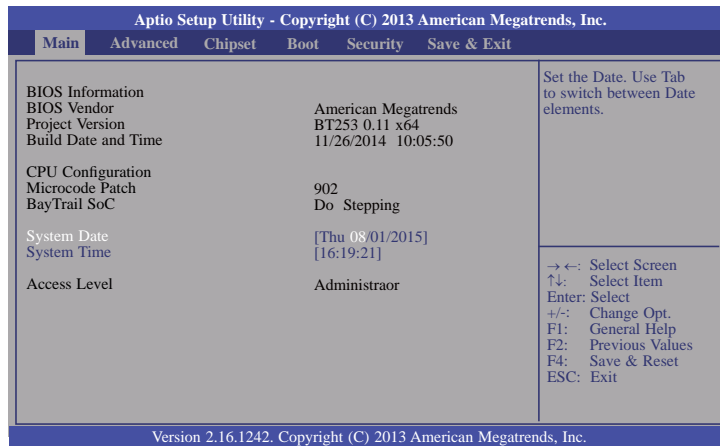 Aptio Setup Utility - Copyright (C) 2013 American Megatrends, Inc.
Main Advanced Chipset Boot Security Save & Exit
BIOS Information
BIOS Vendor American Megatrends
Project Version BT253 0.11 x64
Build Date and Time 11/26/2014 10:05:50
CPU Configuration
Microcode Patch 902
BayTrail SoC Do Stepping
System Date [Thu 08/01/2015]
System Time [16:19:21]
Access Level Administraor
Set the Date. Use Tab
to switch between Date
elements.
→←: Select Screen
↑↓: Select Item
Enter: Select
+/-: Change Opt.
F1: General Help
F2: Previous Values
F4: Save & Reset
ESC: Exit
Version 2.16.1242. Copyright (C) 2013 American Megatrends, Inc.